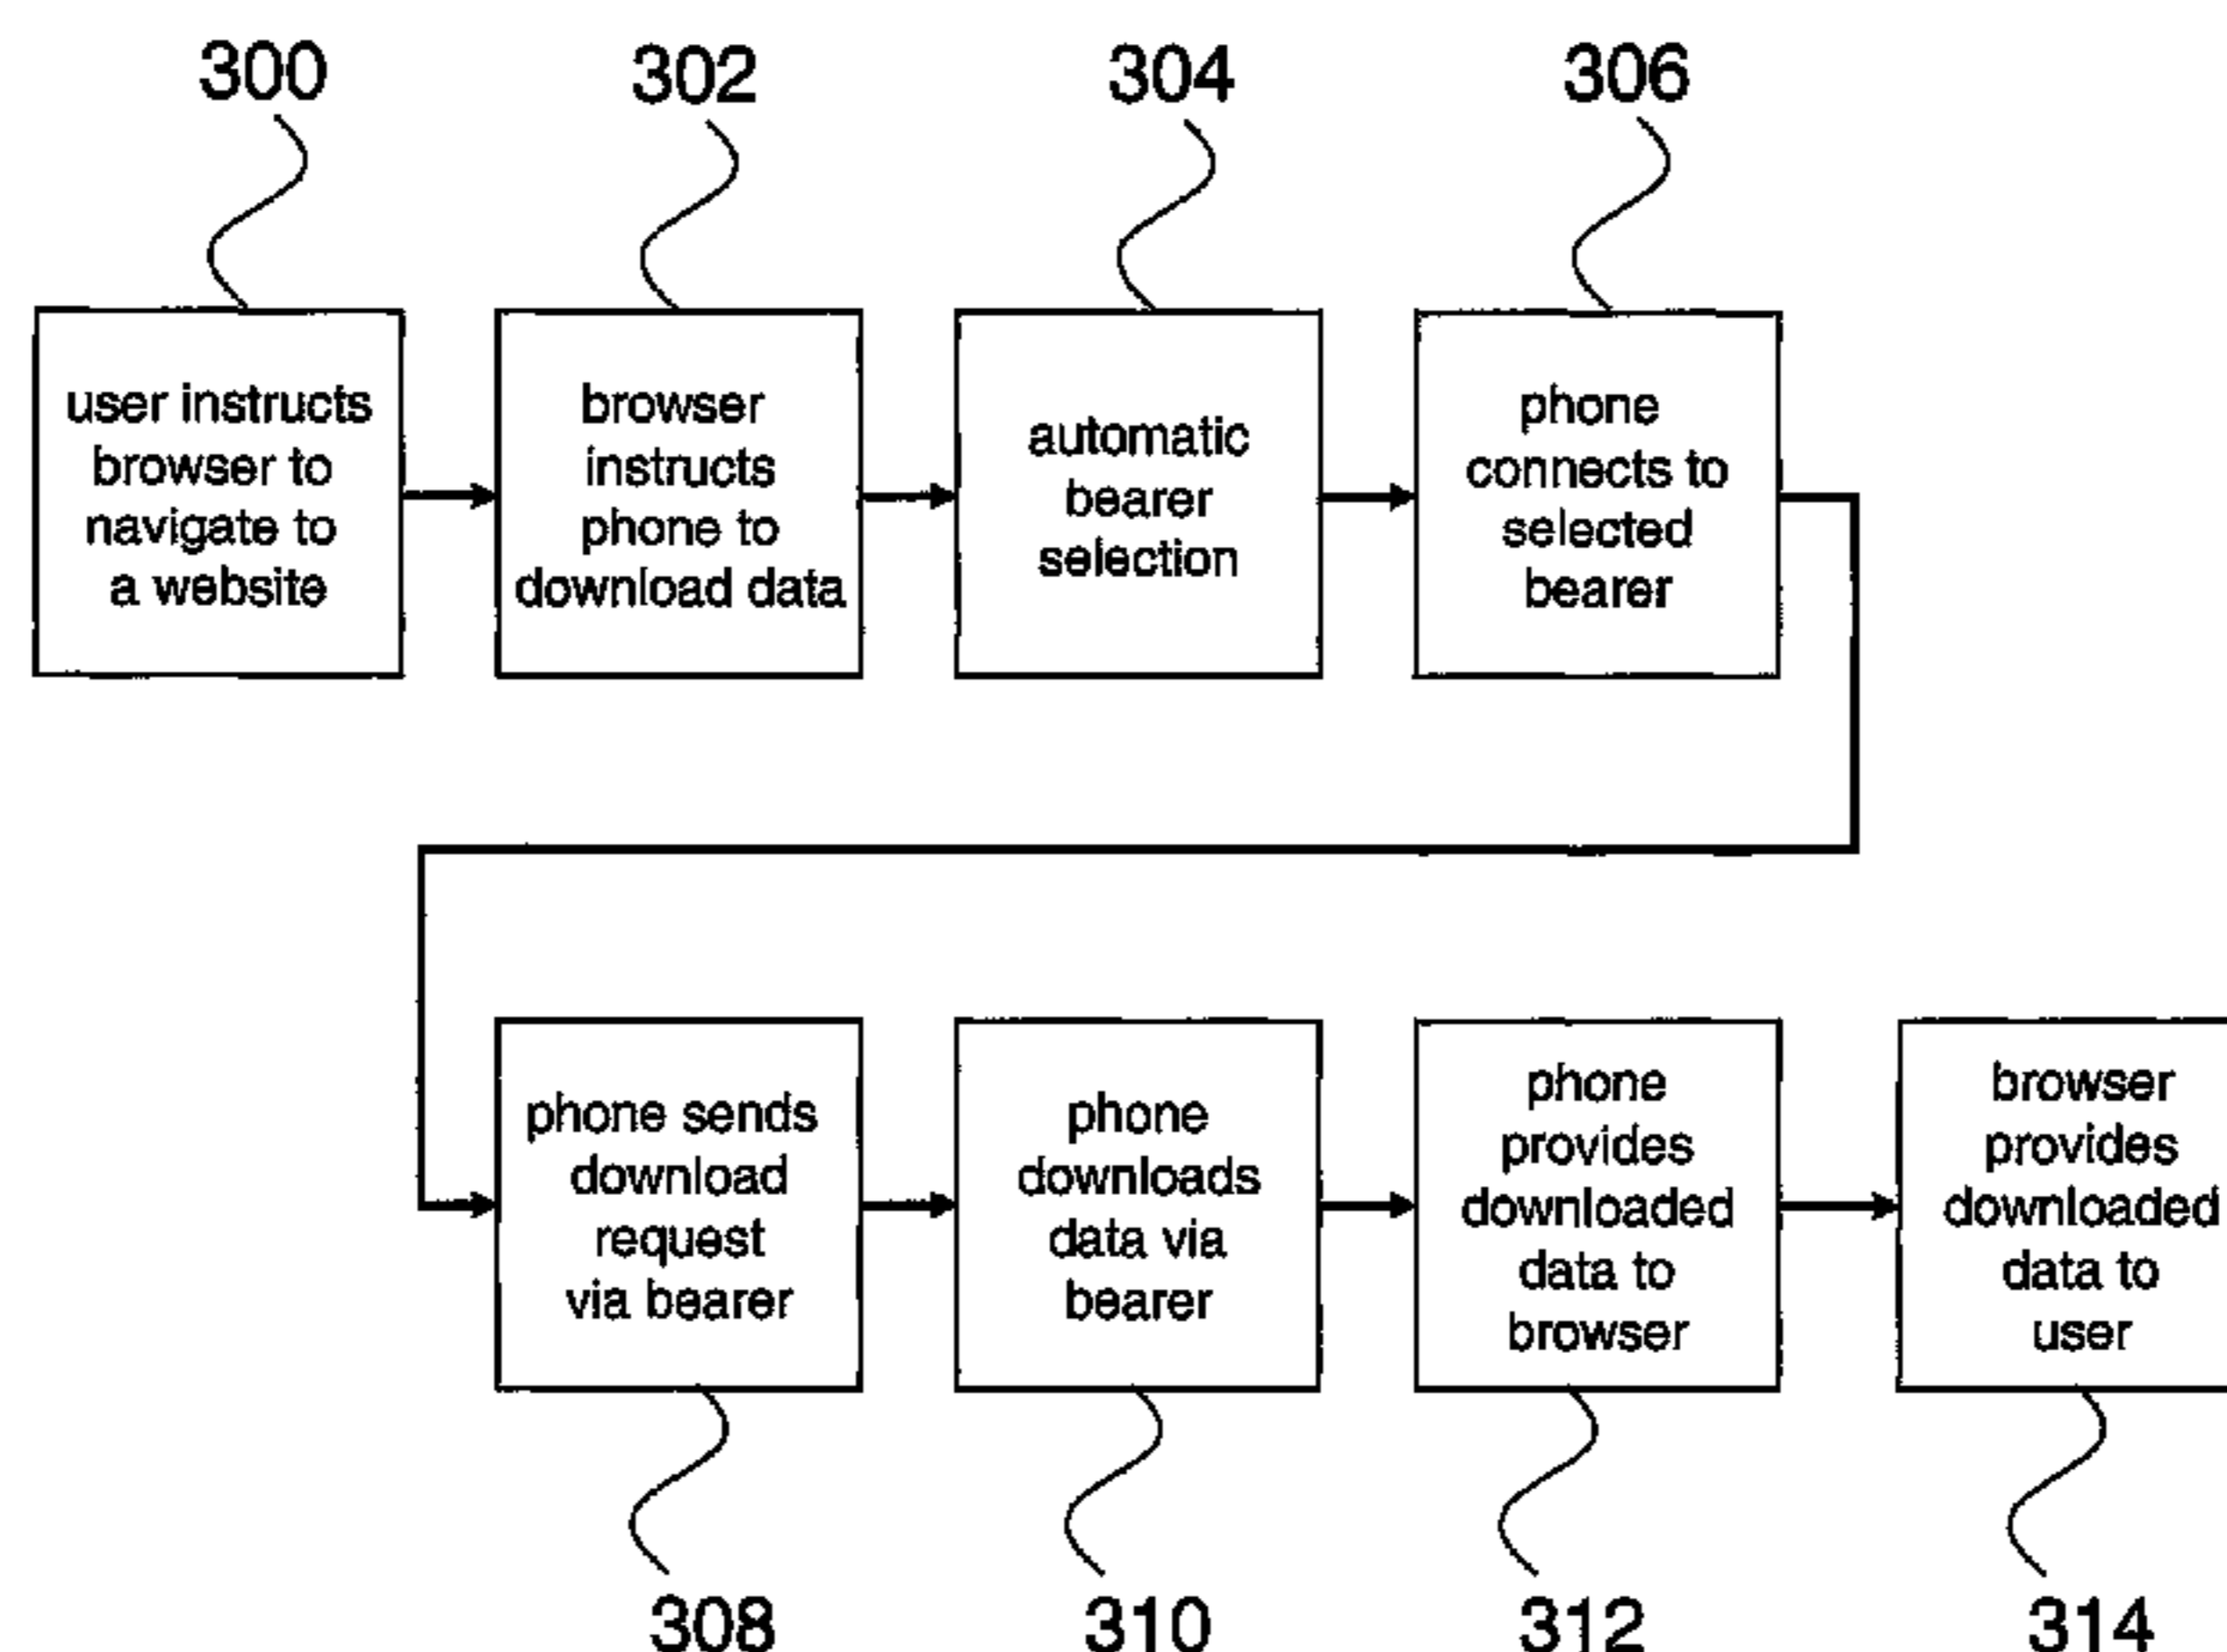 300
302
304
306
user instructs
browser to
navigate to
a website
browser
instructs
phone to
download data
automatic
bearer
selection
phone
connects to
selected
bearer
phone sends
download
request
via bearer
phone
downloads
data via
bearer
phone
provides
downloaded
data to
browser
browser
provides
downloaded
data to
user
308
310
312
314